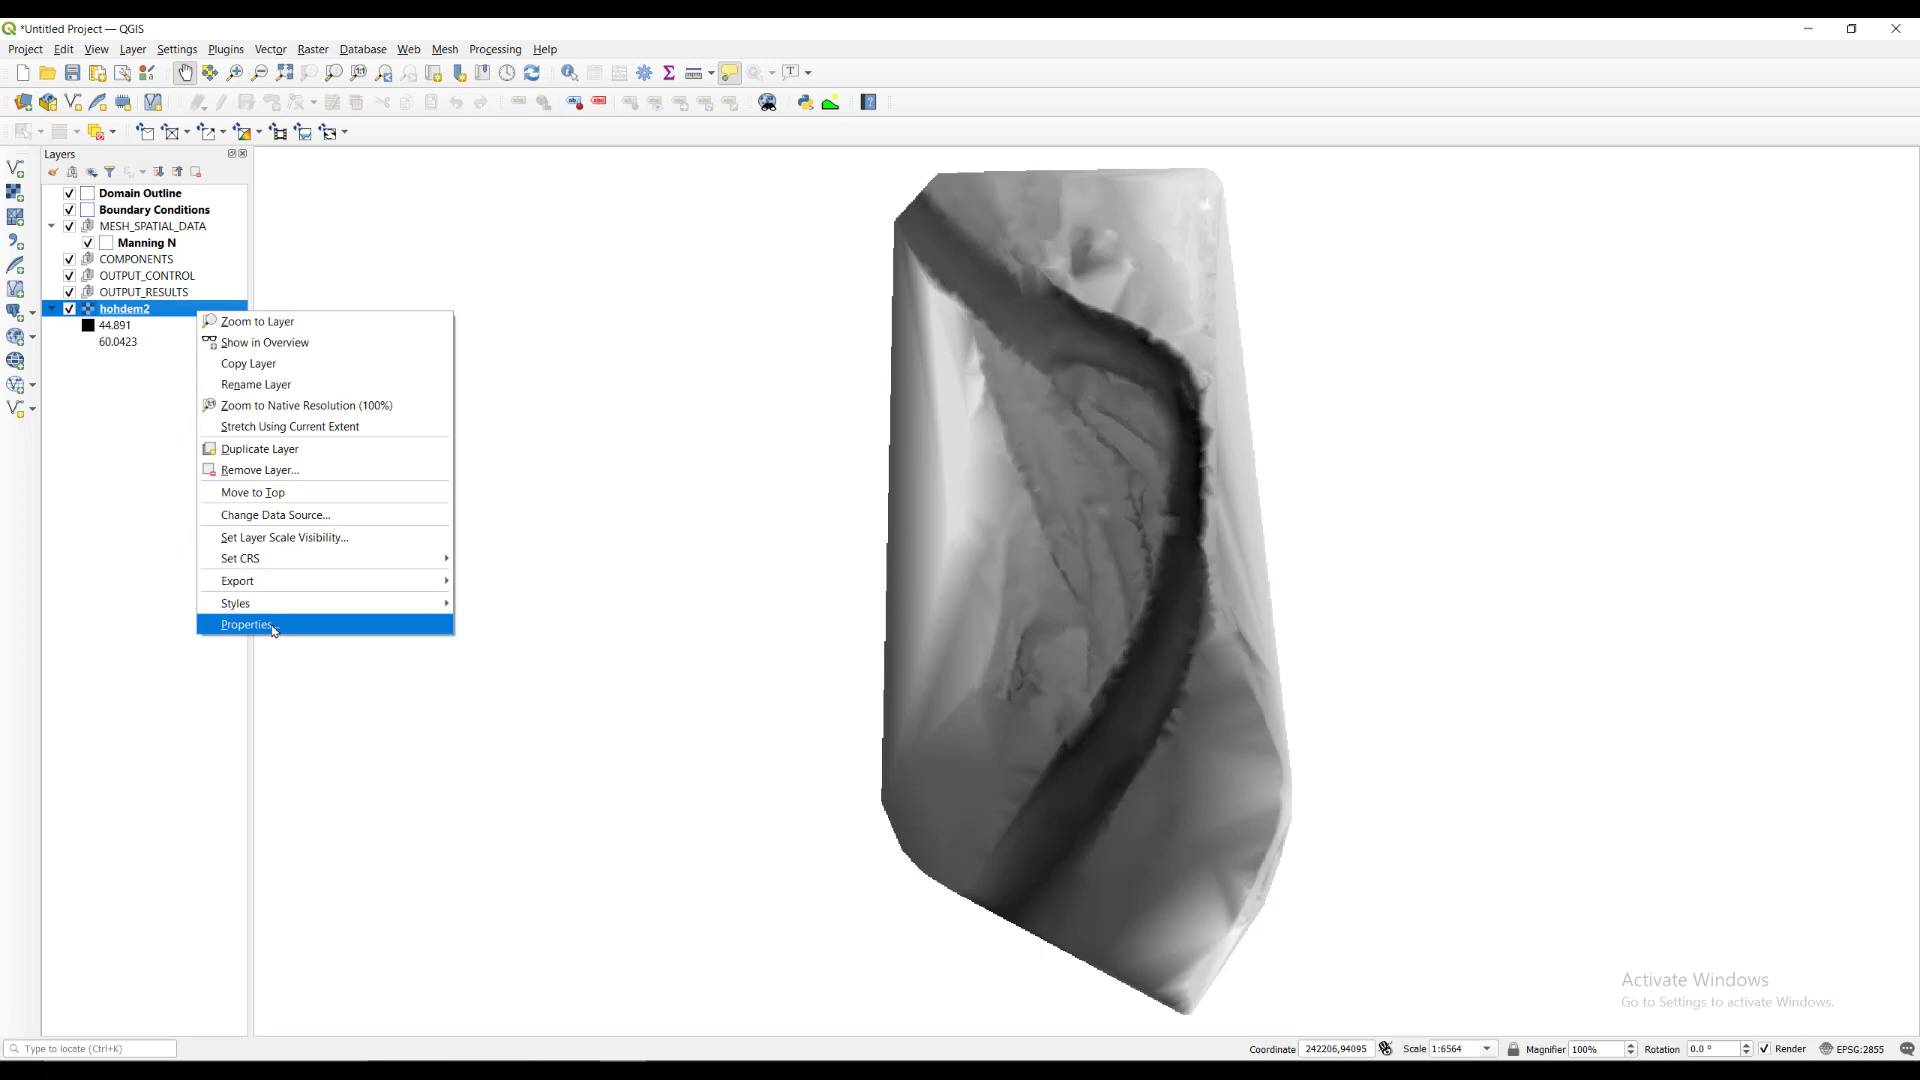 *Untitled Project — QGIS
Project Edit View Layer Settings Plugins Vector Raster Database Web Mesh Processing Help
Layers
Domain Outline
Boundary Conditions
MESH_SPATIAL_DATA
Manning N
COMPONENTS
OUTPUT_CONTROL
OUTPUT_RESULTS
hohdem2
44.891
60.0423
Zoom to Layer
Show in Overview
Copy Layer
Rename Layer
Zoom to Native Resolution (100%)
Stretch Using Current Extent
Duplicate Layer
Remove Layer...
Move to Top
Change Data Source...
Set Layer Scale Visibility...
Set CRS
Export
Styles
Properties...
Activate Windows
Go to Settings to activate Windows.
Type to locate (Ctrl+K)
Coordinate 242206,94095 Scale 1:6564 Magnifier 100% Rotation 0.0 ° Render EPSG:2855